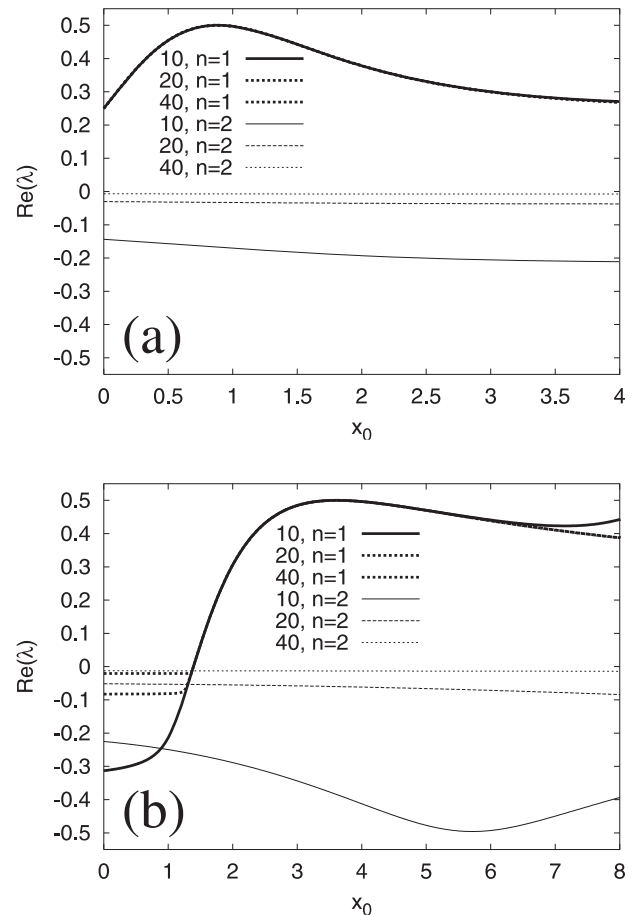 0.5
0.4
0.3
0.2
0.1
0
-0.1
-0.2
-0.3
-0.4
-0.5
Re(λ)
10, n=1
20, n=1
40, n=1
10, n=2
20, n=2
40, n=2
(a)
0 0.5 1 1.5 2 2.5 3 3.5 4
x0
0.5
0.4
0.3
0.2
0.1
0
-0.1
-0.2
-0.3
-0.4
-0.5
Re(λ)
10, n=1
20, n=1
40, n=1
10, n=2
20, n=2
40, n=2
(b)
0 1 2 3 4 5 6 7 8
x0